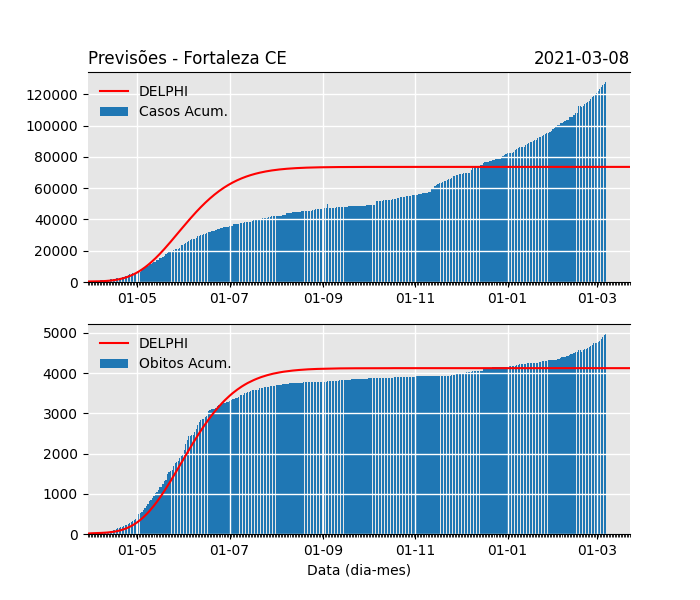 Previsões - Fortaleza CE 2021-03-08
DELPHI
Casos Acum.
120000
100000
80000
60000
40000
20000
0
01-05 01-07 01-09 01-11 01-01 01-03
DELPHI
Obitos Acum.
5000
4000
3000
2000
1000
0
01-05 01-07 01-09 01-11 01-01 01-03
Data (dia-mes)